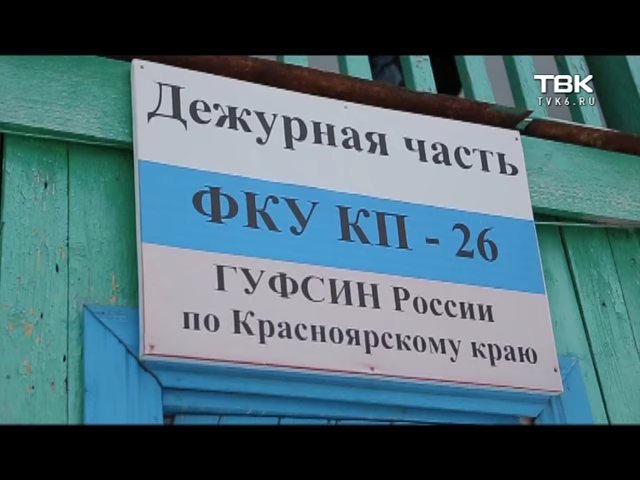 ТВК
TVK6.RU
Дежурная часть
ФКУ КП - 26
ГУФСИН России
по Красноярскому краю